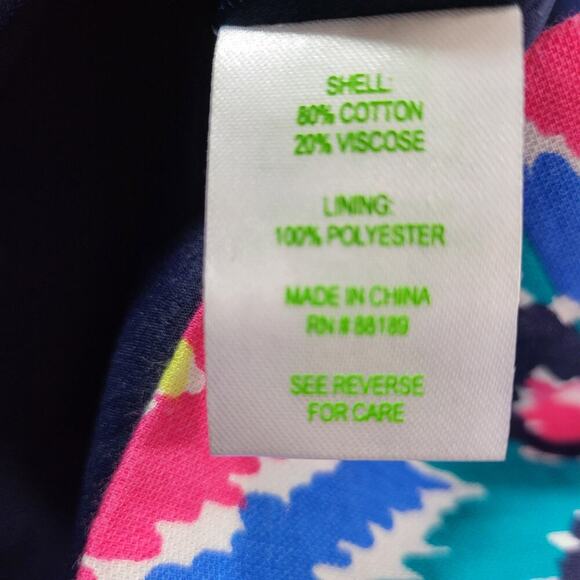 SHELL:
80% COTTON
20% VISCOSE
LINING:
100% POLYESTER
MADE IN CHINA
RN # 88189
SEE REVERSE
FOR CARE